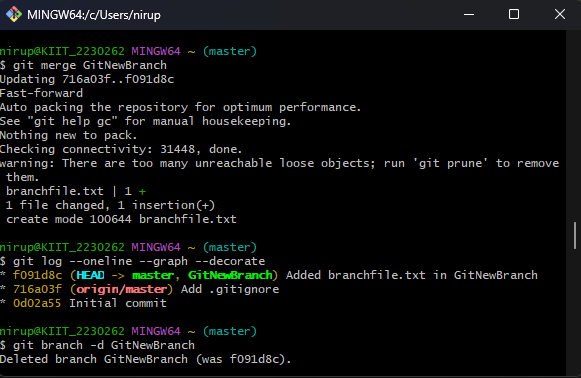 MINGW64:/c/Users/nirup
nirup@KIIT_2230262 MINGW64 ~ (master)
$ git merge GitNewBranch
Updating 716a03f..f091d8c
Fast-forward
Auto packing the repository for optimum performance.
See "git help gc" for manual housekeeping.
Nothing new to pack.
Checking connectivity: 31448, done.
warning: There are too many unreachable loose objects; run 'git prune' to remove
 them.
 branchfile.txt | 1 +
 1 file changed, 1 insertion(+)
 create mode 100644 branchfile.txt
nirup@KIIT_2230262 MINGW64 ~ (master)
$ git log --oneline --graph --decorate
* f091d8c (HEAD -> master, GitNewBranch) Added branchfile.txt in GitNewBranch
* 716a03f (origin/master) Add .gitignore
* 0d02a55 Initial commit
nirup@KIIT_2230262 MINGW64 ~ (master)
$ git branch -d GitNewBranch
Deleted branch GitNewBranch (was f091d8c).